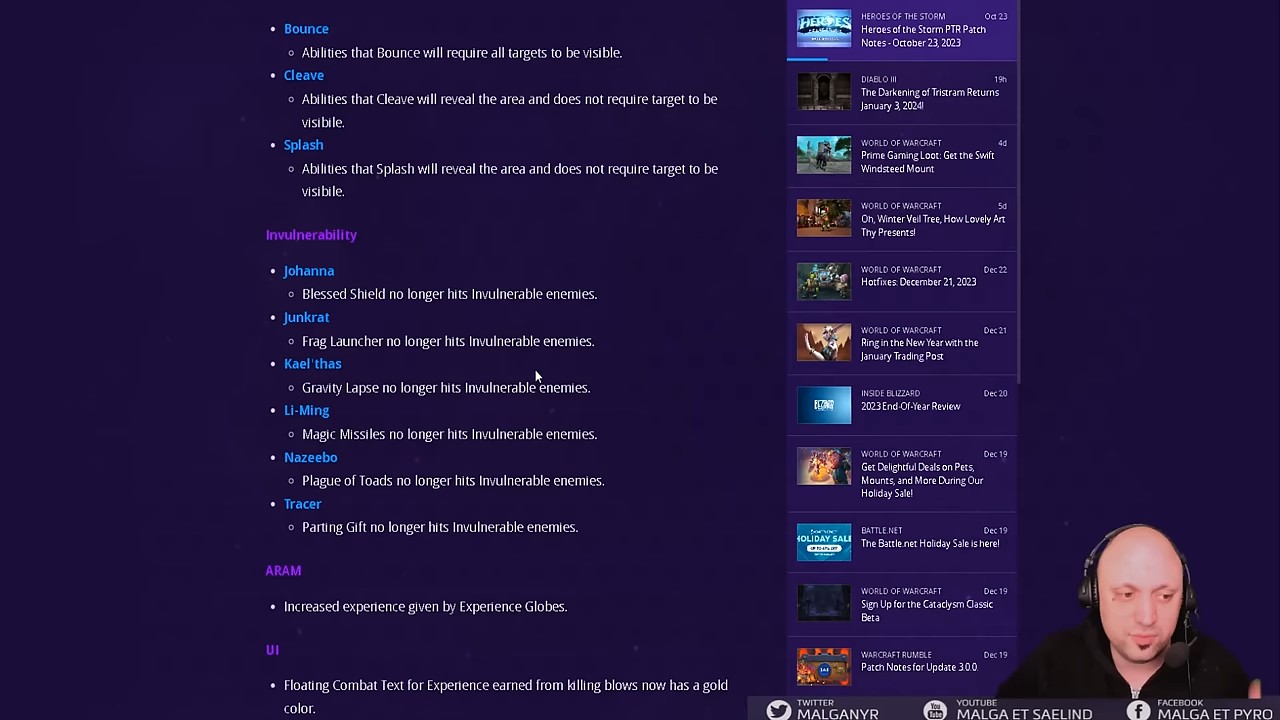 Bounce
Abilities that Bounce will require all targets to be visible.
Cleave
Abilities that Cleave will reveal the area and does not require target to be
visibile.
Splash
Abilities that Splash will reveal the area and does not require target to be
visibile.
Invulnerability
Johanna
Blessed Shield no longer hits Invulnerable enemies.
Junkrat
Frag Launcher no longer hits Invulnerable enemies.
Kael'thas
Gravity Lapse no longer hits Invulnerable enemies.
Li-Ming
Magic Missiles no longer hits Invulnerable enemies.
Nazeebo
Plague of Toads no longer hits Invulnerable enemies.
Tracer
Parting Gift no longer hits Invulnerable enemies.
ARAM
Increased experience given by Experience Globes.
UI
Floating Combat Text for Experience earned from killing blows now has a gold
color.
HEROES OF THE STORM Oct 23
Heroes of the Storm PTR Patch
Notes - October 23, 2023
DIABLO III 19h
The Darkening of Tristram Returns
January 3, 2024!
WORLD OF WARCRAFT 4d
Prime Gaming Loot: Get the Swift
Windsteed Mount
WORLD OF WARCRAFT 5d
Oh, Winter Veil Tree, How Lovely Art
Thy Presents!
WORLD OF WARCRAFT Dec 22
Hotfixes: December 21, 2023
WORLD OF WARCRAFT Dec 21
Ring in the New Year with the
January Trading Post
INSIDE BLIZZARD Dec 20
2023 End-Of-Year Review
WORLD OF WARCRAFT Dec 19
Get Delightful Deals on Pets,
Mounts, and More During Our
Holiday Sale!
BATTLE.NET Dec 19
The Battle.net Holiday Sale is here!
HOLIDAY SALE
WORLD OF WARCRAFT Dec 19
Sign Up for the Cataclysm Classic
Beta
WARCRAFT RUMBLE Dec 19
Patch Notes for Update 3.0.0
TWITTER
MALGANYR
You
Tube
YOUTUBE
MALGA ET SAELIND
FACEBOOK
MALGA ET PYRO